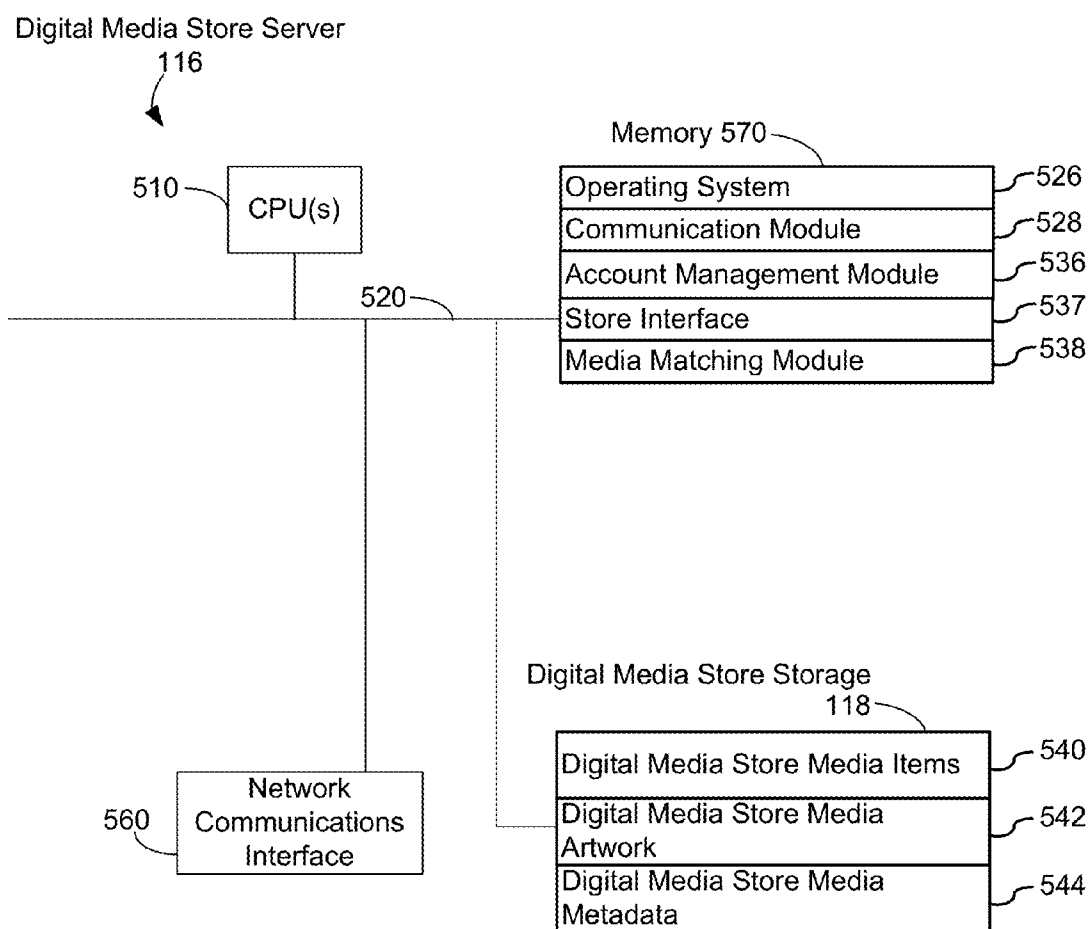 Digital Media Store Server
116
Memory 570
510
CPU(s)
Operating System
526
Communication Module
528
Account Management Module
536
520
Store Interface
537
Media Matching Module
538
Digital Media Store Storage
118
Digital Media Store Media Items
540
560
Network
Communications
Interface
Digital Media Store Media
Artwork
542
Digital Media Store Media
Metadata
544